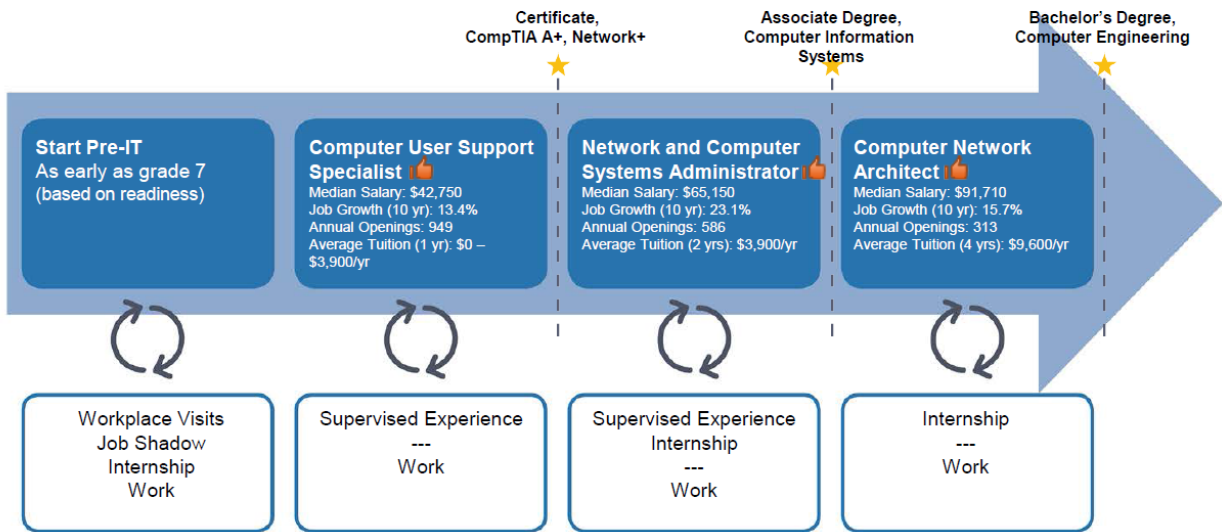 Certificate,
CompTIA A+, Network+
Associate Degree,
Computer Information
Systems
Bachelor's Degree,
Computer Engineering
Start Pre-IT
As early as grade 7
(based on readiness)
Computer User Support
Specialist
Median Salary: $42,750
Job Growth (10 yr): 13.4%
Annual Openings: 949
Average Tuition (1 yr): $0 –
$3,900/yr
Network and Computer
Systems Administrator
Median Salary: $65,150
Job Growth (10 yr): 23.1%
Annual Openings: 586
Average Tuition (2 yrs): $3,900/yr
Computer Network
Architect
Median Salary: $91,710
Job Growth (10 yr): 15.7%
Annual Openings: 313
Average Tuition (4 yrs): $9,600/yr
Workplace Visits
Job Shadow
Internship
Work
Supervised Experience
---
Work
Supervised Experience
Internship
---
Work
Internship
---
Work